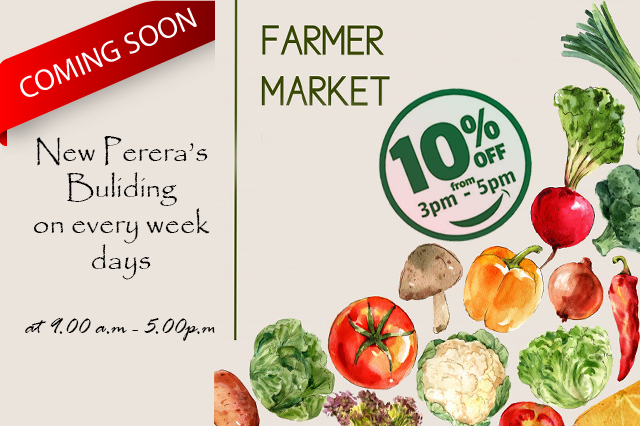 COMING SOON
New Perera's
Buliding
on every week
days
at 9.00 a.m - 5.00p.m
FARMER
MARKET
10%
OFF
from
3pm - 5pm